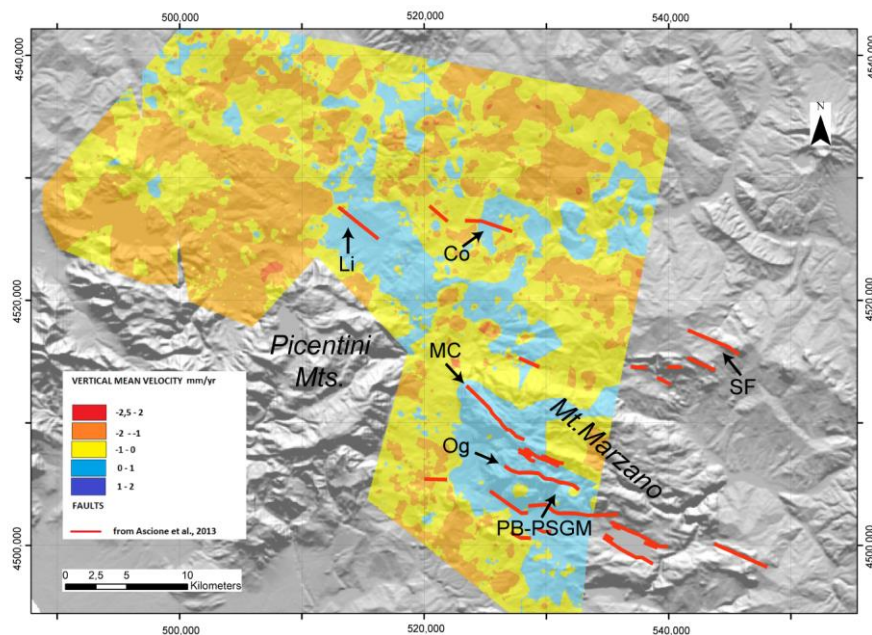 500,000 520,000 540,000
4540,000 4540,000
N
Li Co
4520,000 4520,000
Picentini
Mts.
MC
SF
Mt.Marzano
Og
PB-PSGM
VERTICAL MEAN VELOCITY mm/yr
-2,5 - 2
-2 - -1
-1 - 0
0 - 1
1 - 2
FAULTS
from Ascione et al., 2013
4500,000 4500,000
0 2,5 5 10
Kilometers
500,000 520,000 540,000